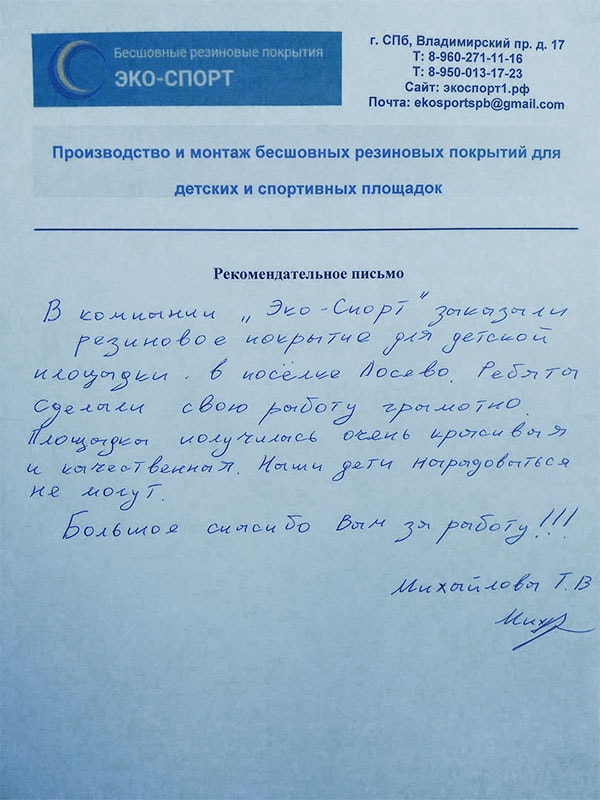 Бесшовные резиновые покрытия
ЭКО-СПОРТ
г. СПб, Владимирский пр. д. 17
Т: 8-960-271-11-16
Т: 8-950-013-17-23
Сайт: экоспорт1.рф
Почта: ekosportspb@gmail.com
Производство и монтаж бесшовных резиновых покрытий для
детских и спортивных площадок
Рекомендательное письмо
В компании „Эко-Спорт" заказали
резиновое покрытие для детской
площадки в посёлке Лосево. Ребята
сделали свою работу грамотно.
Площадка получилась очень красивая
и качественная. Наши дети нарадоваться
не могут.
Большое спасибо Вам за работу!!!
Михайлова Т.В